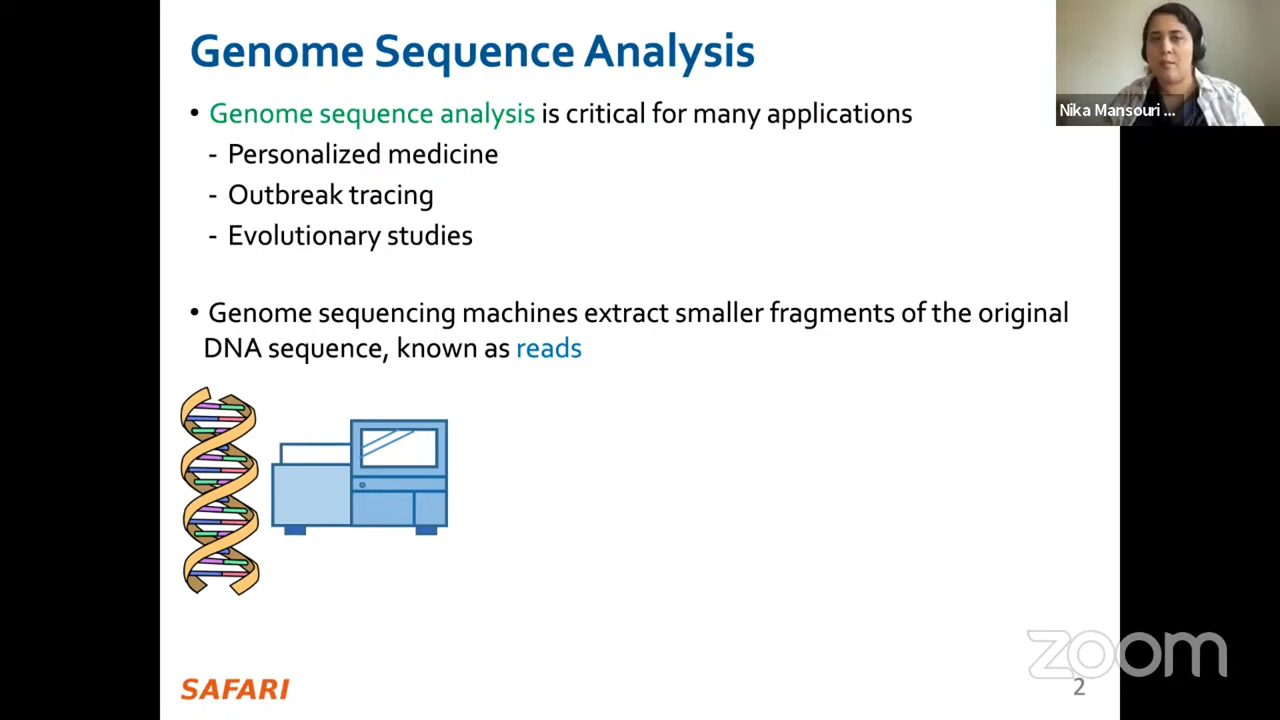 Genome Sequence Analysis
• Genome sequence analysis is critical for many applications
- Personalized medicine
- Outbreak tracing
- Evolutionary studies
• Genome sequencing machines extract smaller fragments of the original
DNA sequence, known as reads
Nika Mansouri ...
SAFARI
zoom
2